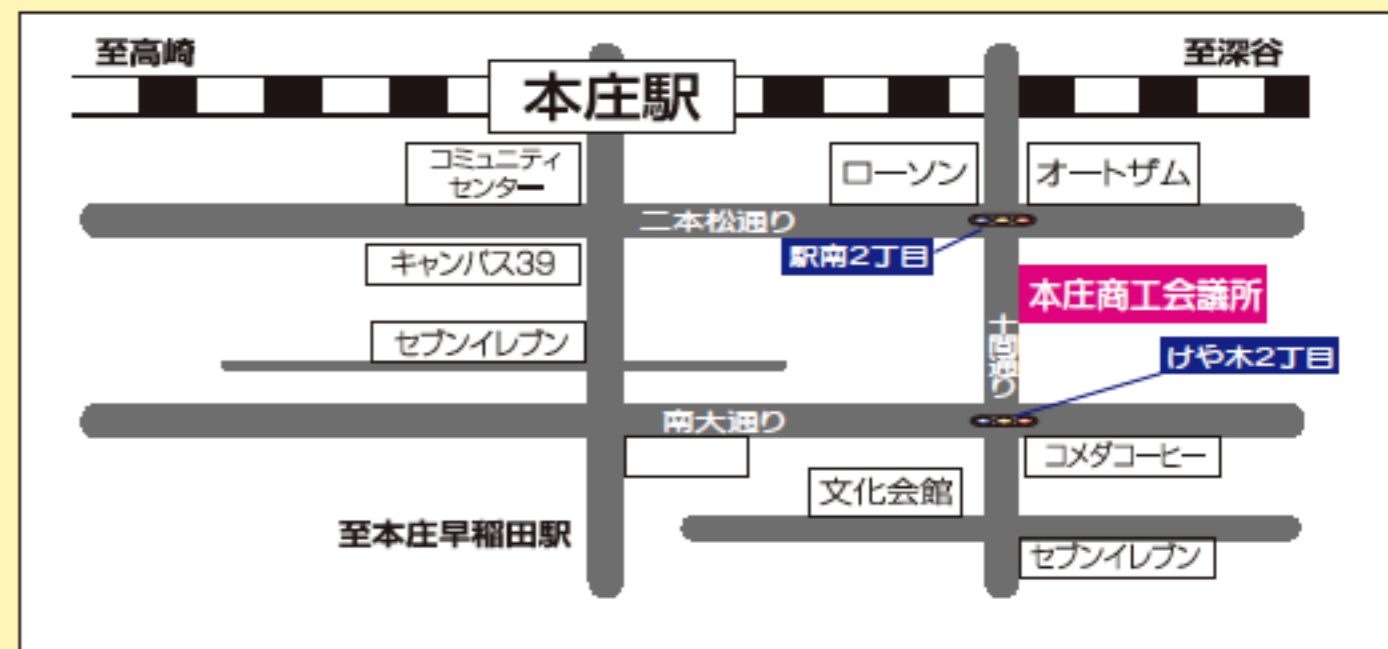 至高崎
至深谷
本庄駅
コミュニティ
センター
ローソン
オートザム
二本松通り
駅南2丁目
キャンパス39
本庄商工会議所
セブンイレブン
十間通り
けや木2丁目
南大通り
コメダコーヒー
文化会館
至本庄早稲田駅
セブンイレブン